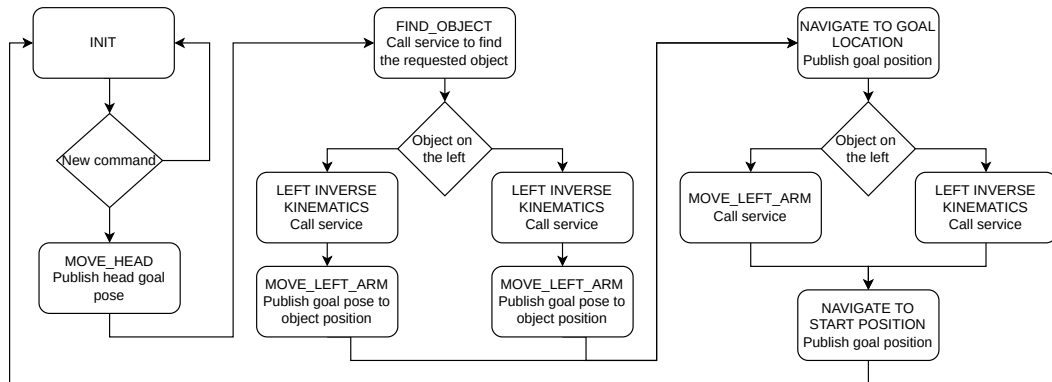 INIT
New command
MOVE_HEAD
Publish head goal
pose
FIND_OBJECT
Call service to find
the requested object
Object on
the left
LEFT INVERSE
KINEMATICS
Call service
LEFT INVERSE
KINEMATICS
Call service
MOVE_LEFT_ARM
Publish goal pose to
object position
MOVE_LEFT_ARM
Publish goal pose to
object position
NAVIGATE TO GOAL
LOCATION
Publish goal position
Object on
the left
MOVE_LEFT_ARM
Call service
LEFT INVERSE
KINEMATICS
Call service
NAVIGATE TO
START POSITION
Publish goal position